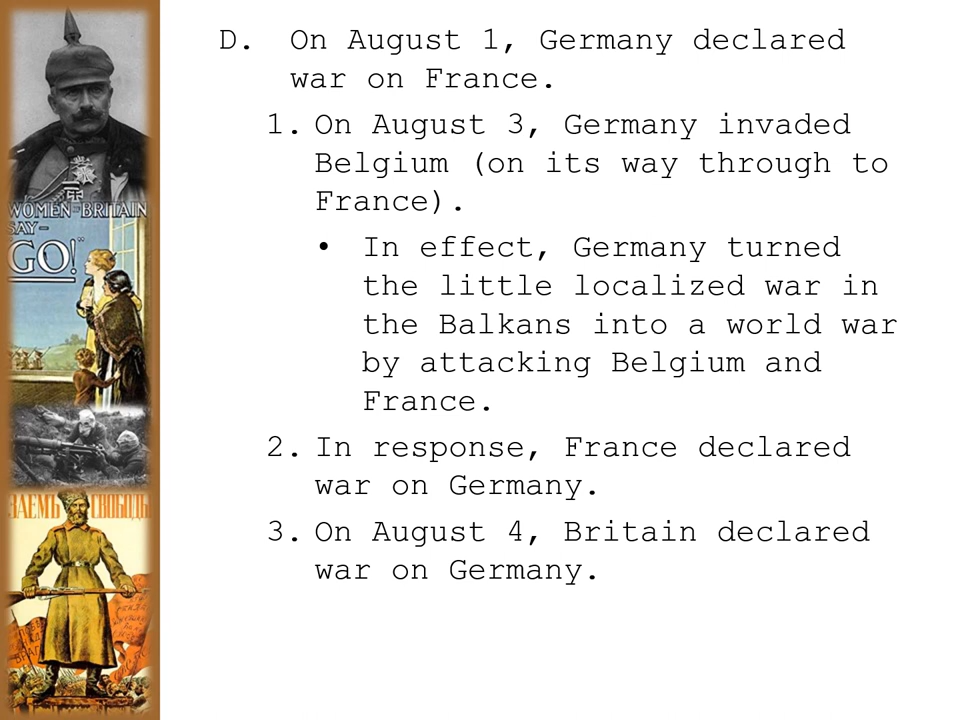 D. On August 1, Germany declared
war on France.
1. On August 3, Germany invaded
Belgium (on its way through to
France).
• In effect, Germany turned
the little localized war in
the Balkans into a world war
by attacking Belgium and
France.
2. In response, France declared
war on Germany.
3. On August 4, Britain declared
war on Germany.
WOMEN OF BRITAIN
SAY-
"GO!"
ЗАЕМЪ СВОБОДЫ